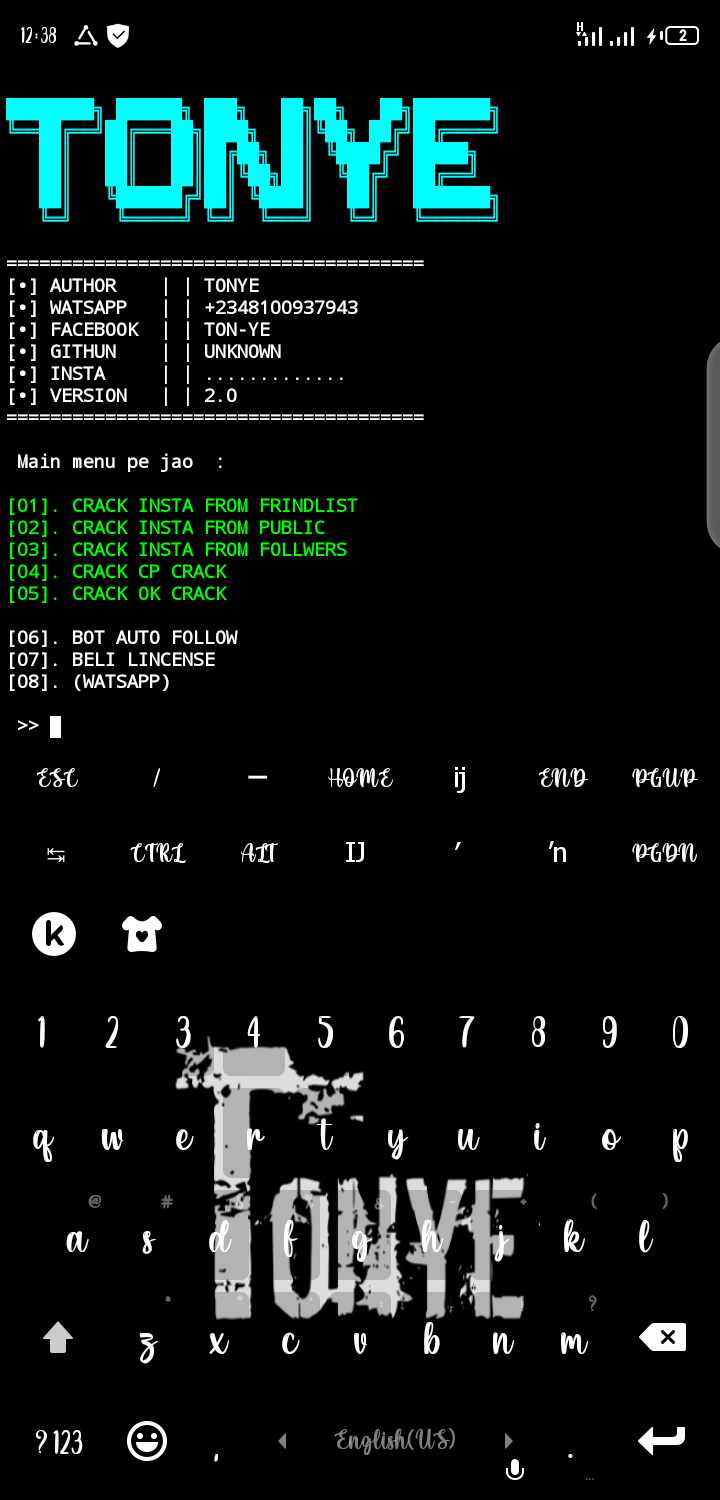 12:38 H 2
TONYE
======================================
[•] AUTHOR | | TONYE
[•] WATSAPP | | +2348100937943
[•] FACEBOOK | | TON-YE
[•] GITHUN | | UNKNOWN
[•] INSTA | | .............
[•] VERSION | | 2.0
======================================
Main menu pe jao :
[01]. CRACK INSTA FROM FRINDLIST
[02]. CRACK INSTA FROM PUBLIC
[03]. CRACK INSTA FROM FOLLWERS
[04]. CRACK CP CRACK
[05]. CRACK OK CRACK
[06]. BOT AUTO FOLLOW
[07]. BELI LINCENSE
[08]. (WATSAPP)
>>
ESC / — HOME ij END PGUP
↹ CTRL ALT IJ ʼ ŉ PGDN
k
1 2 3 4 5 6 7 8 9 0
q w e r t y u i o p
@ # & - + ( )
a s d f g h j k l
TONYE
?
z x c v b n m
?123 , English(US) .
...